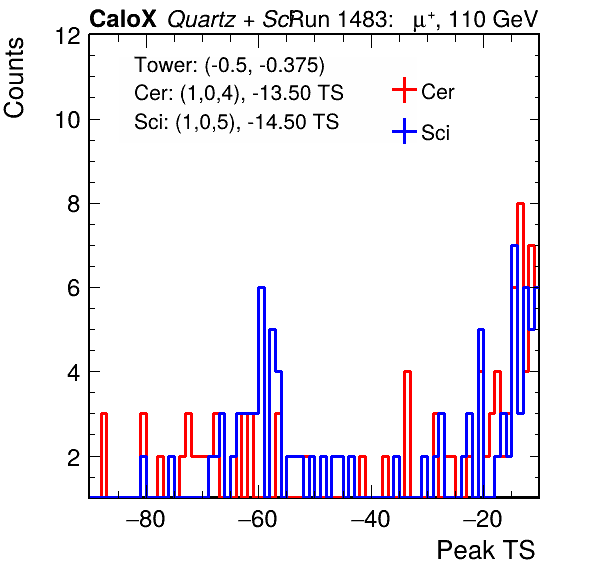 CaloX Quartz + Sci Run 1483: μ⁺, 110 GeV
Counts
12
10
8
6
4
2
Tower: (-0.5, -0.375)
Cer: (1,0,4), -13.50 TS
Sci: (1,0,5), -14.50 TS
Cer
Sci
−80 −60 −40 −20
Peak TS